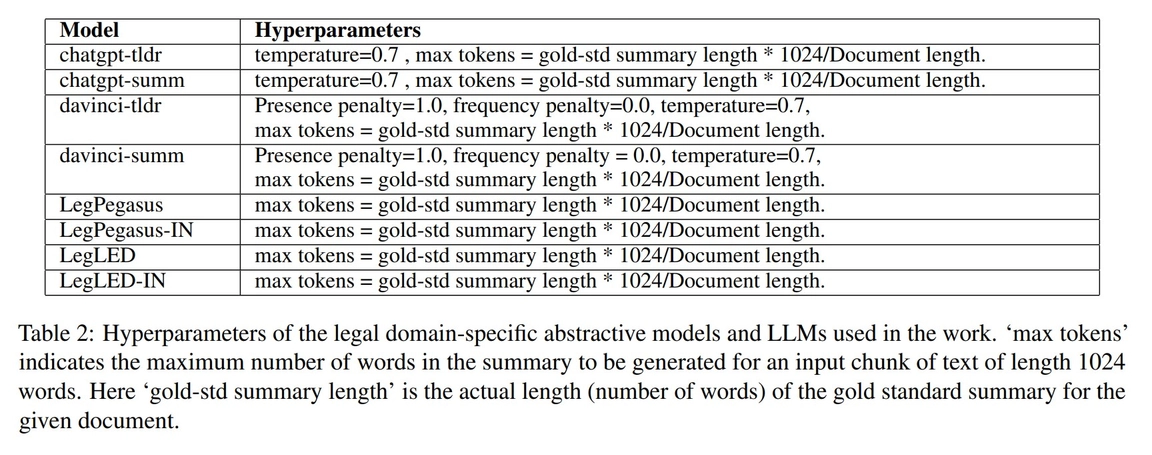 Model Hyperparameters
chatgpt-tldr temperature=0.7 , max tokens = gold-std summary length * 1024/Document length.
chatgpt-summ temperature=0.7 , max tokens = gold-std summary length * 1024/Document length.
davinci-tldr Presence penalty=1.0, frequency penalty=0.0, temperature=0.7,
max tokens = gold-std summary length * 1024/Document length.
davinci-summ Presence penalty=1.0, frequency penalty = 0.0, temperature=0.7,
max tokens = gold-std summary length * 1024/Document length.
LegPegasus max tokens = gold-std summary length * 1024/Document length.
LegPegasus-IN max tokens = gold-std summary length * 1024/Document length.
LegLED max tokens = gold-std summary length * 1024/Document length.
LegLED-IN max tokens = gold-std summary length * 1024/Document length.
Table 2: Hyperparameters of the legal domain-specific abstractive models and LLMs used in the work. ‘max tokens’
indicates the maximum number of words in the summary to be generated for an input chunk of text of length 1024
words. Here ‘gold-std summary length’ is the actual length (number of words) of the gold standard summary for the
given document.